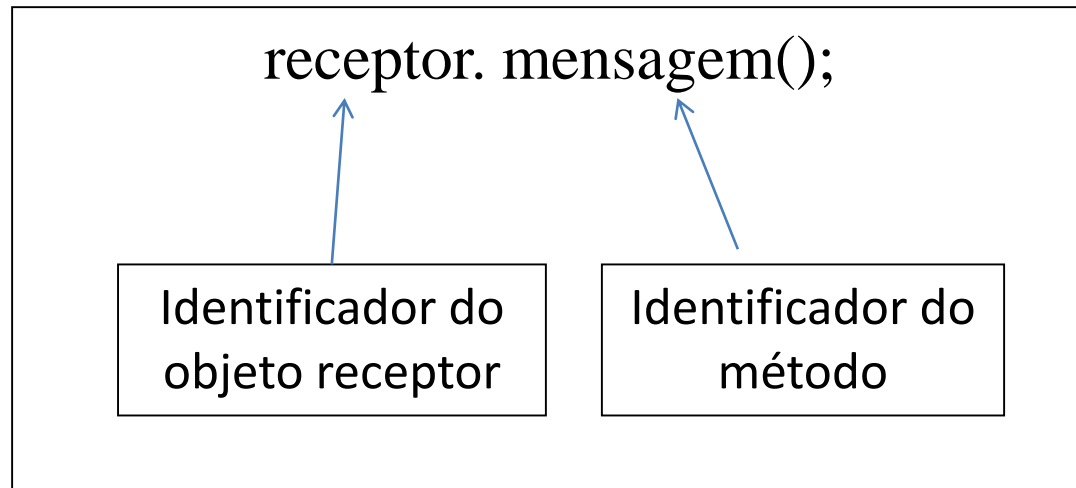 receptor. mensagem();
Identificador do
objeto receptor
Identificador do
método